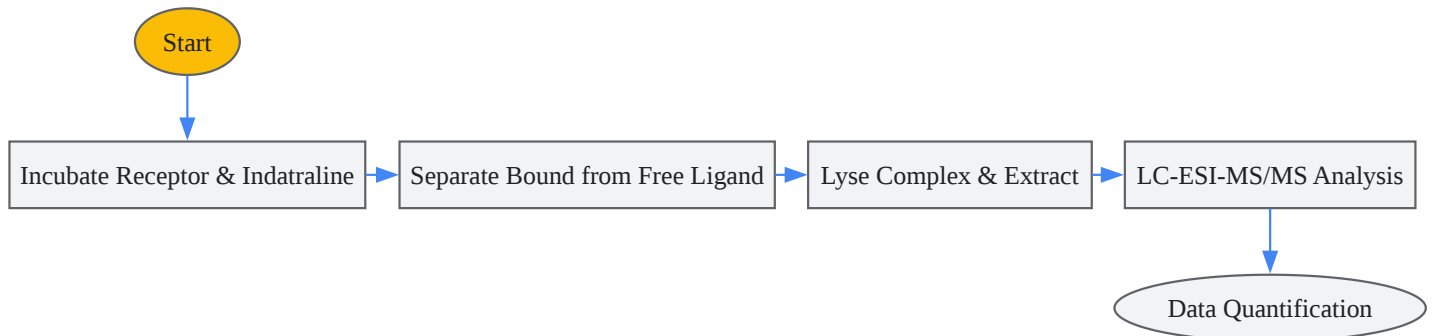 Start
Incubate Receptor & Indatraline
Separate Bound from Free Ligand
Lyse Complex & Extract
LC-ESI-MS/MS Analysis
Data Quantification